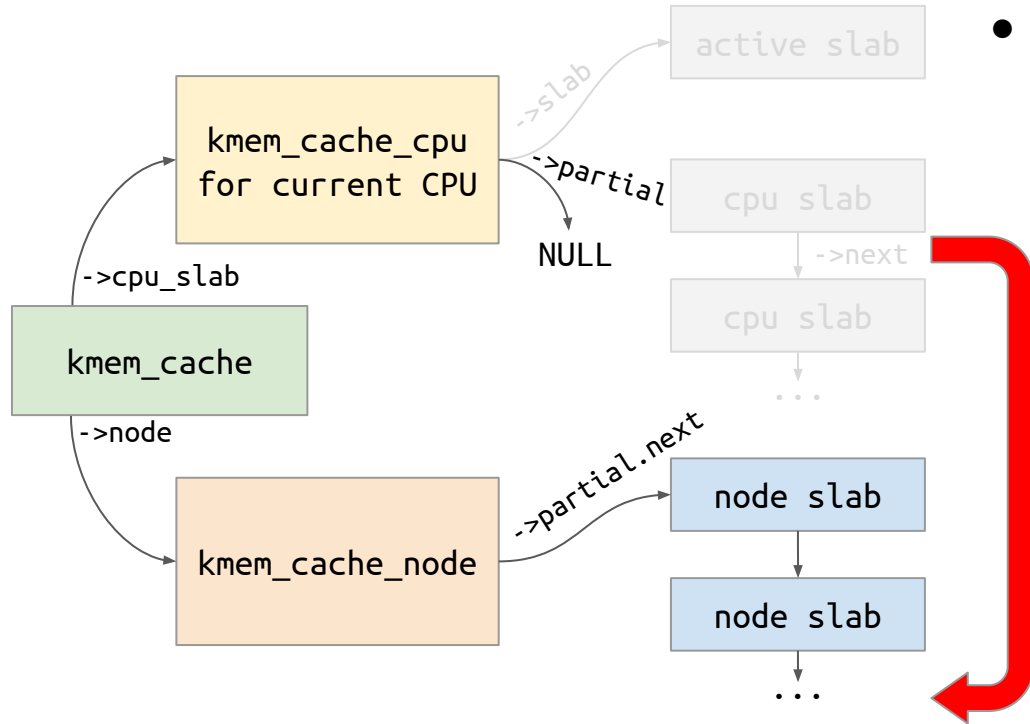 active slab
->slab
kmem_cache_cpu
for current CPU
->partial
cpu slab
NULL
->next
->cpu_slab
cpu slab
kmem_cache
...
->node
->partial.next
node slab
kmem_cache_node
node slab
...